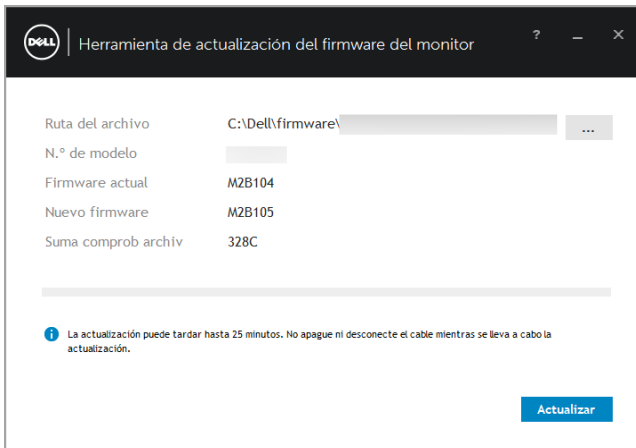 DELL Herramienta de actualización del firmware del monitor ? _ ×
Ruta del archivo C:\Dell\firmware\ ...
N.º de modelo
Firmware actual M2B104
Nuevo firmware M2B105
Suma comprob archiv 328C
La actualización puede tardar hasta 25 minutos. No apague ni desconecte el cable mientras se lleva a cabo la
actualización.
Actualizar